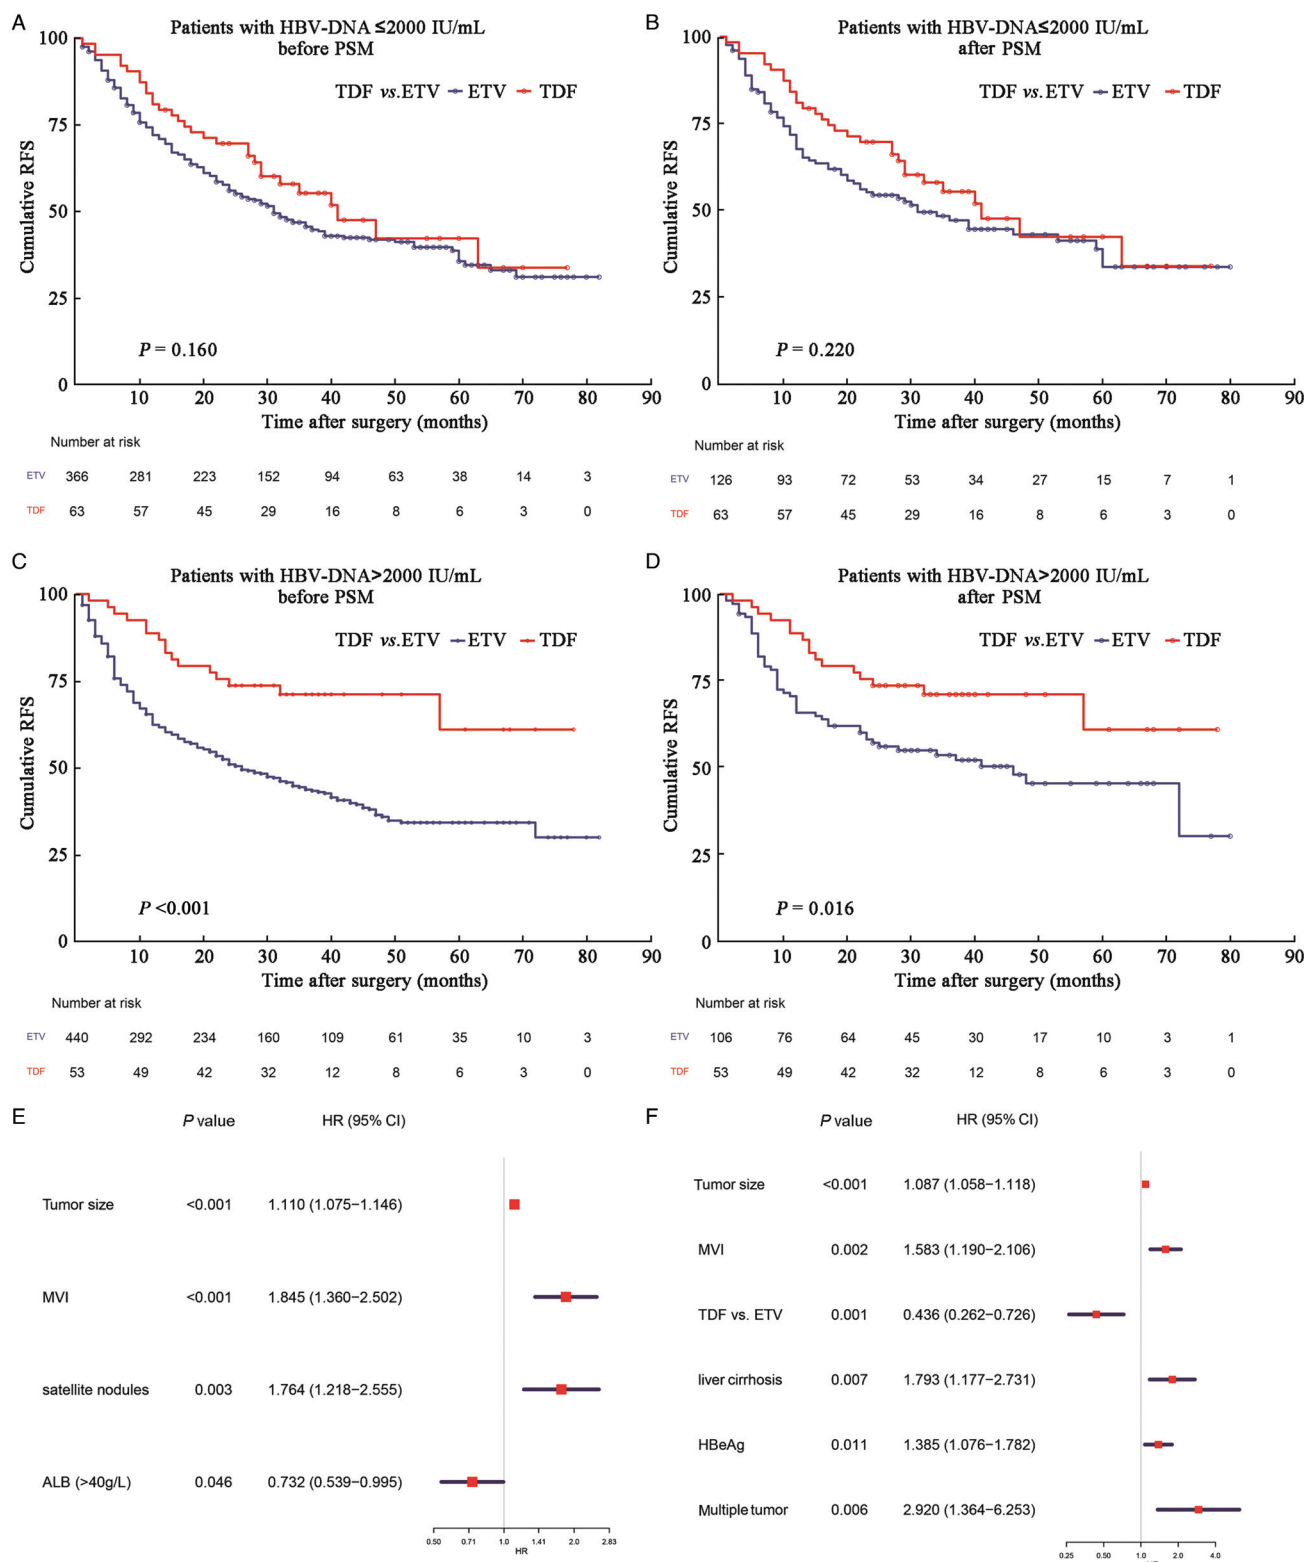 A
Patients with HBV-DNA ≤2000 IU/mL
before PSM
TDF vs.ETV ETV TDF
Cumulative RFS
100
75
50
25
0
P = 0.160
10 20 30 40 50 60 70 80 90
Time after surgery (months)
Number at risk
ETV 366 281 223 152 94 63 38 14 3
TDF 63 57 45 29 16 8 6 3 0
B
Patients with HBV-DNA≤2000 IU/mL
after PSM
TDF vs.ETV ETV TDF
Cumulative RFS
100
75
50
25
0
P = 0.220
10 20 30 40 50 60 70 80 90
Time after surgery (months)
Number at risk
ETV 126 93 72 53 34 27 15 7 1
TDF 63 57 45 29 16 8 6 3 0
C
Patients with HBV-DNA>2000 IU/mL
before PSM
TDF vs.ETV ETV TDF
Cumulative RFS
100
75
50
25
0
P <0.001
10 20 30 40 50 60 70 80 90
Time after surgery (months)
Number at risk
ETV 440 292 234 160 109 61 35 10 3
TDF 53 49 42 32 12 8 6 3 0
D
Patients with HBV-DNA>2000 IU/mL
after PSM
TDF vs.ETV ETV TDF
Cumulative RFS
100
75
50
25
0
P = 0.016
10 20 30 40 50 60 70 80 90
Time after surgery (months)
Number at risk
ETV 106 76 64 45 30 17 10 3 1
TDF 53 49 42 32 12 8 6 3 0
E
P value HR (95% CI)
Tumor size <0.001 1.110 (1.075−1.146)
MVI <0.001 1.845 (1.360−2.502)
satellite nodules 0.003 1.764 (1.218−2.555)
ALB (>40g/L) 0.046 0.732 (0.539−0.995)
0.50 0.71 1.0 1.41 2.0 2.83
HR
F
P value HR (95% CI)
Tumor size <0.001 1.087 (1.058−1.118)
MVI 0.002 1.583 (1.190−2.106)
TDF vs. ETV 0.001 0.436 (0.262−0.726)
liver cirrhosis 0.007 1.793 (1.177−2.731)
HBeAg 0.011 1.385 (1.076−1.782)
Multiple tumor 0.006 2.920 (1.364−6.253)
0.25 0.50 1.0 2.0 4.0